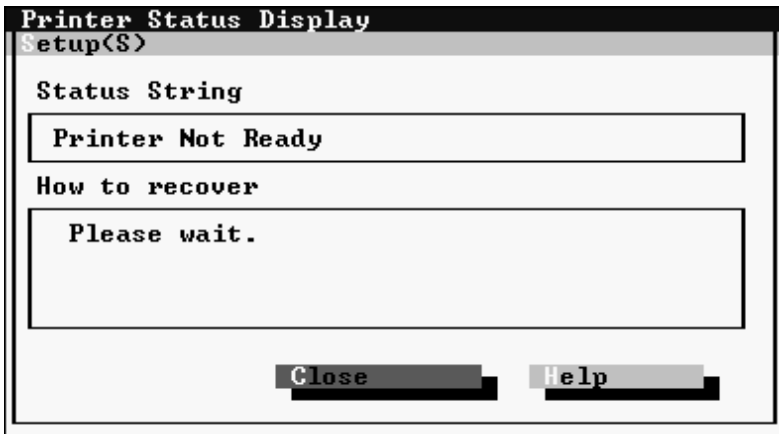 Printer Status Display
Setup(S)
Status String
Printer Not Ready
How to recover
Please wait.
Close Help